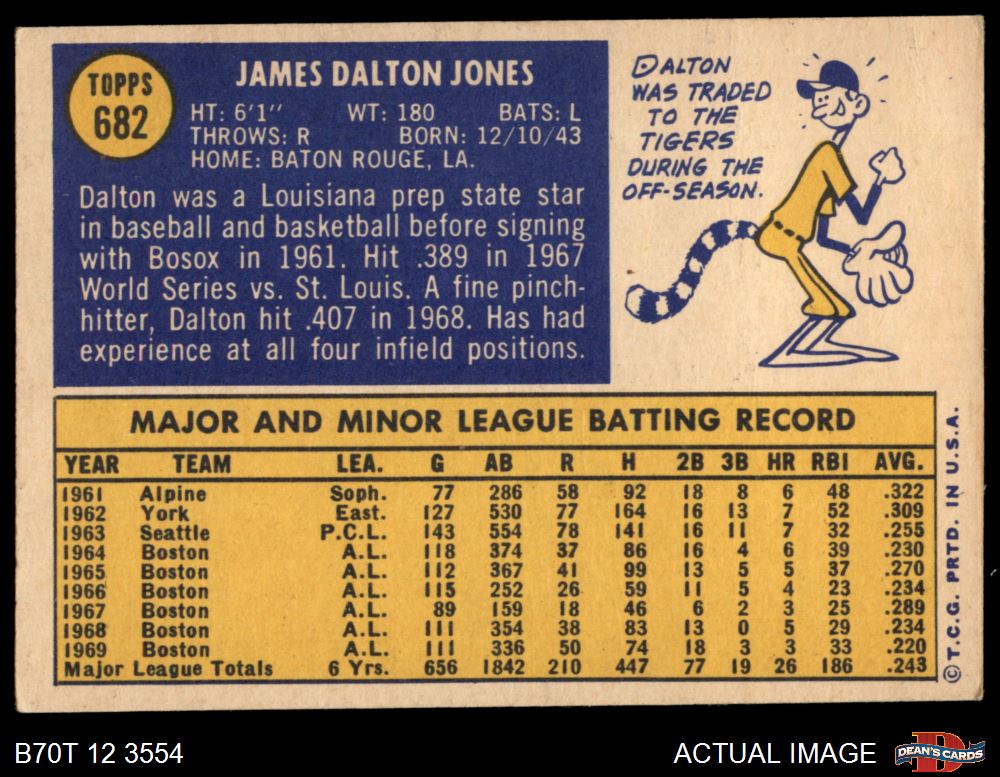 TOPPS
682
JAMES DALTON JONES
HT: 6'1" WT: 180 BATS: L
THROWS: R BORN: 12/10/43
HOME: BATON ROUGE, LA.
Dalton was a Louisiana prep state star
in baseball and basketball before signing
with Bosox in 1961. Hit .389 in 1967
World Series vs. St. Louis. A fine pinch-
hitter, Dalton hit .407 in 1968. Has had
experience at all four infield positions.
DALTON
WAS TRADED
TO THE
TIGERS
DURING THE
OFF-SEASON.
MAJOR AND MINOR LEAGUE BATTING RECORD
YEAR TEAM LEA. G AB R H 2B 3B HR RBI AVG.
1961 Alpine Soph. 77 286 58 92 18 8 6 48 .322
1962 York East. 127 530 77 164 16 13 7 52 .309
1963 Seattle P.C.L. 143 554 78 141 16 11 7 32 .255
1964 Boston A.L. 118 374 37 86 16 4 6 39 .230
1965 Boston A.L. 112 367 41 99 13 5 5 37 .270
1966 Boston A.L. 115 252 26 59 11 5 4 23 .234
1967 Boston A.L. 89 159 18 46 6 2 3 25 .289
1968 Boston A.L. 111 354 38 83 13 0 5 29 .234
1969 Boston A.L. 111 336 50 74 18 3 3 33 .220
Major League Totals 6 Yrs. 656 1842 210 447 77 19 26 186 .243
© T.C.G. PRTD. IN U.S.A.
B70T 12 3554
ACTUAL IMAGE
D
DEAN'S CARDS